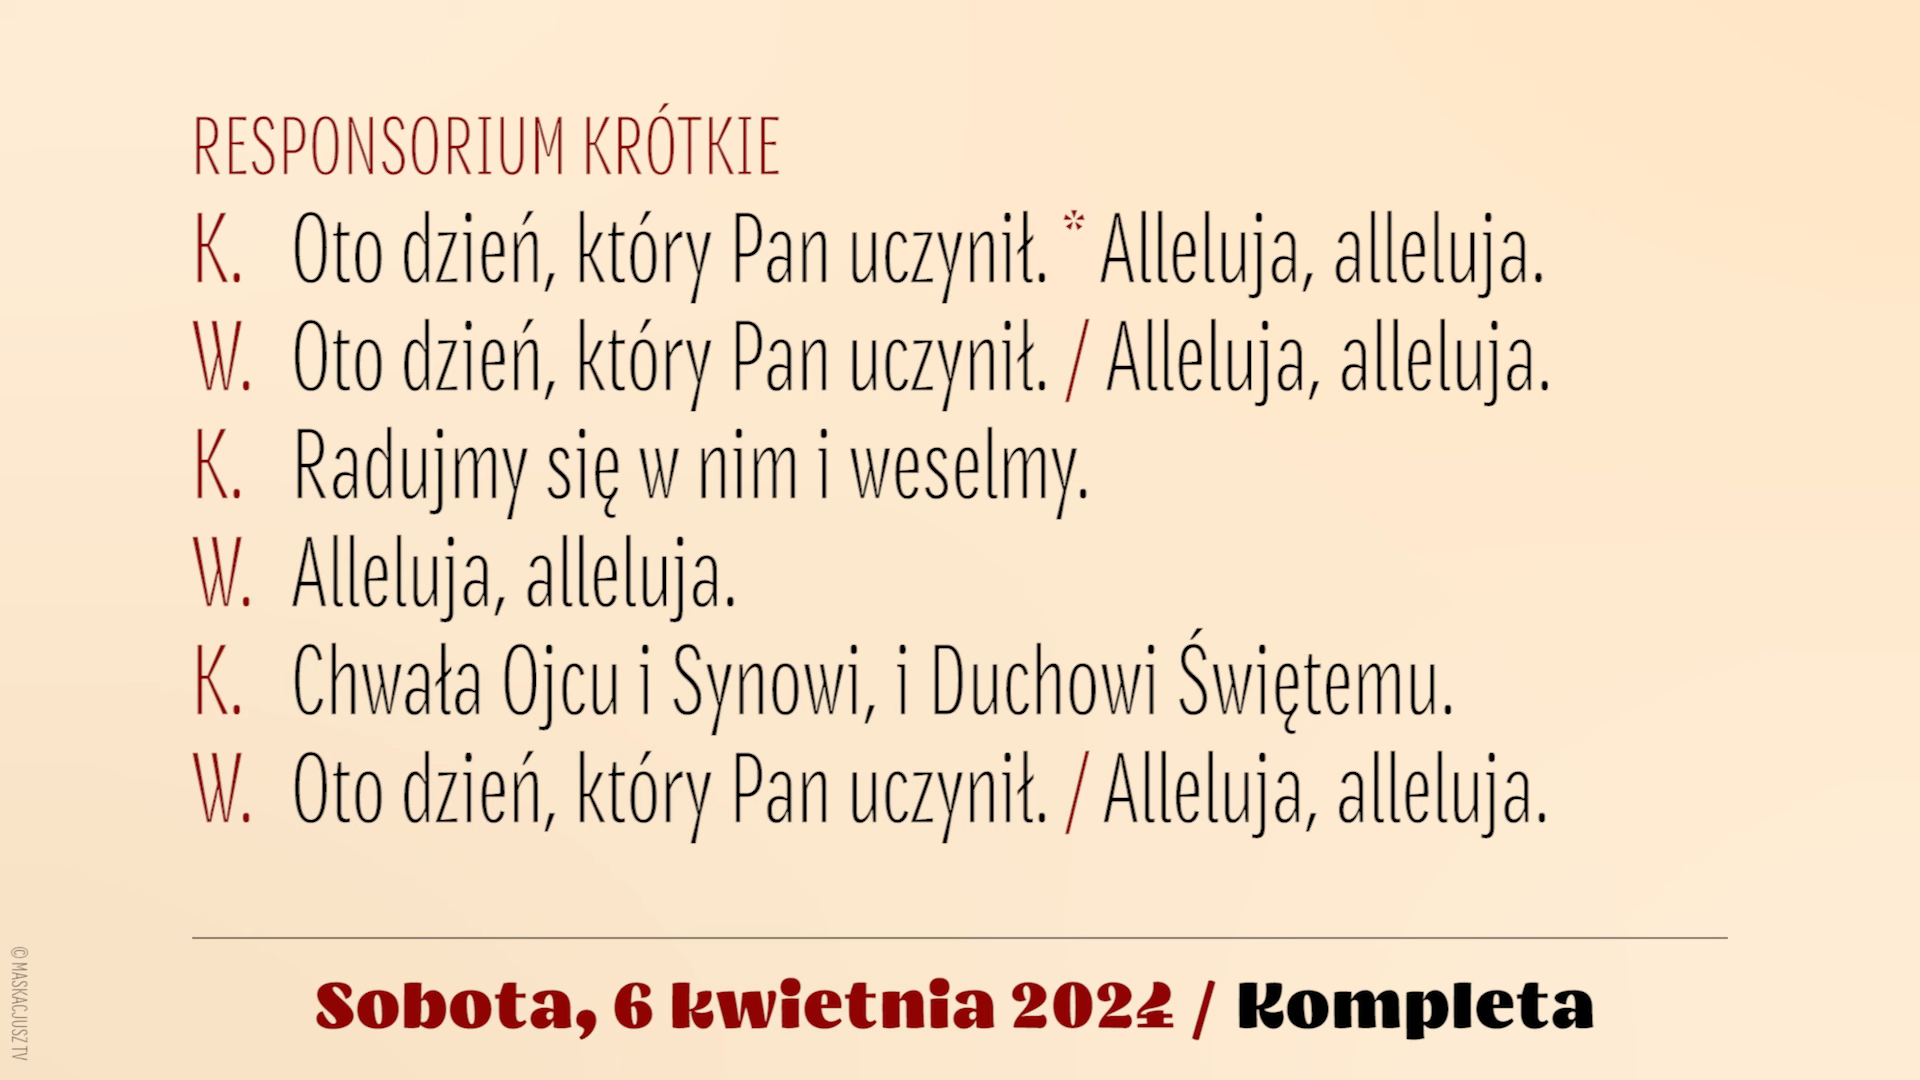 RESPONSORIUM KRÓTKIE
K. Oto dzień, który Pan uczynił. * Alleluja, alleluja.
W. Oto dzień, który Pan uczynił. / Alleluja, alleluja.
K. Radujmy się w nim i weselmy.
W. Alleluja, alleluja.
K. Chwała Ojcu i Synowi, i Duchowi Świętemu.
W. Oto dzień, który Pan uczynił. / Alleluja, alleluja.
Sobota, 6 kwietnia 2024 / Kompleta
© MASKACJUSZ TV